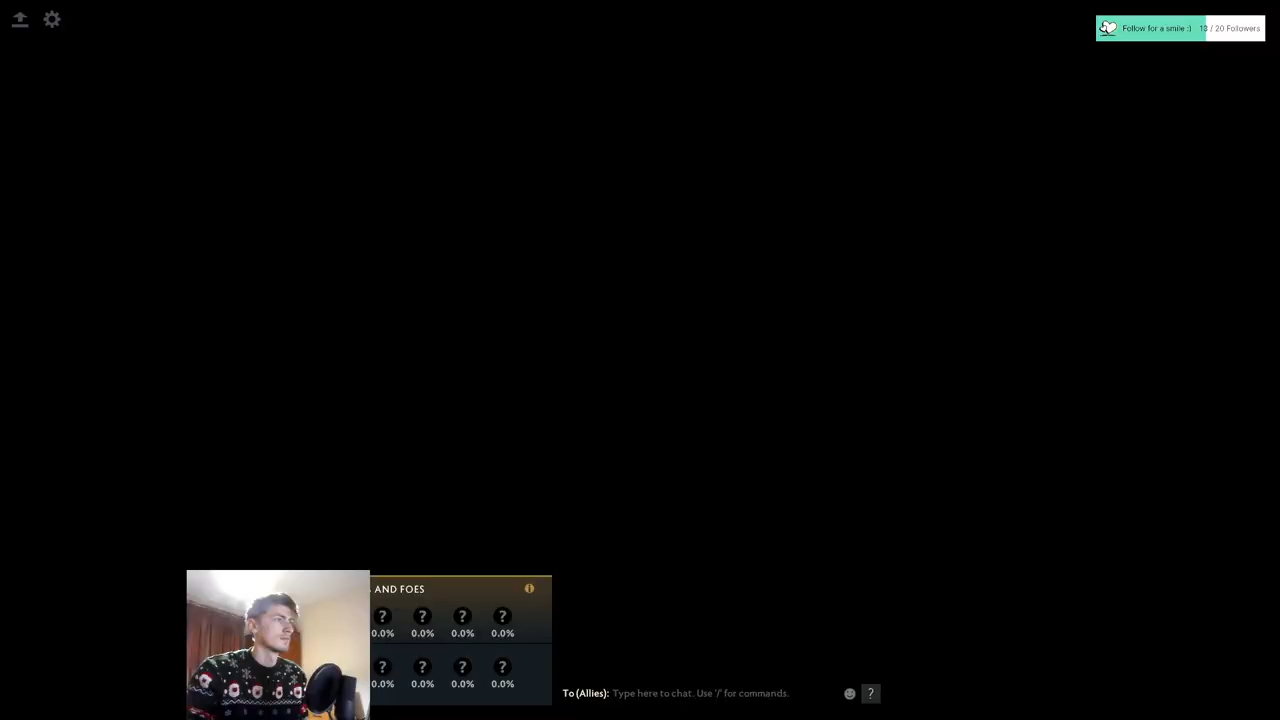 Follow for a smile :) 13 / 20 Followers
AND FOES
? ? ? ?
0.0% 0.0% 0.0% 0.0%
? ? ? ?
0.0% 0.0% 0.0% 0.0%
To (Allies): Type here to chat. Use '/' for commands. ?